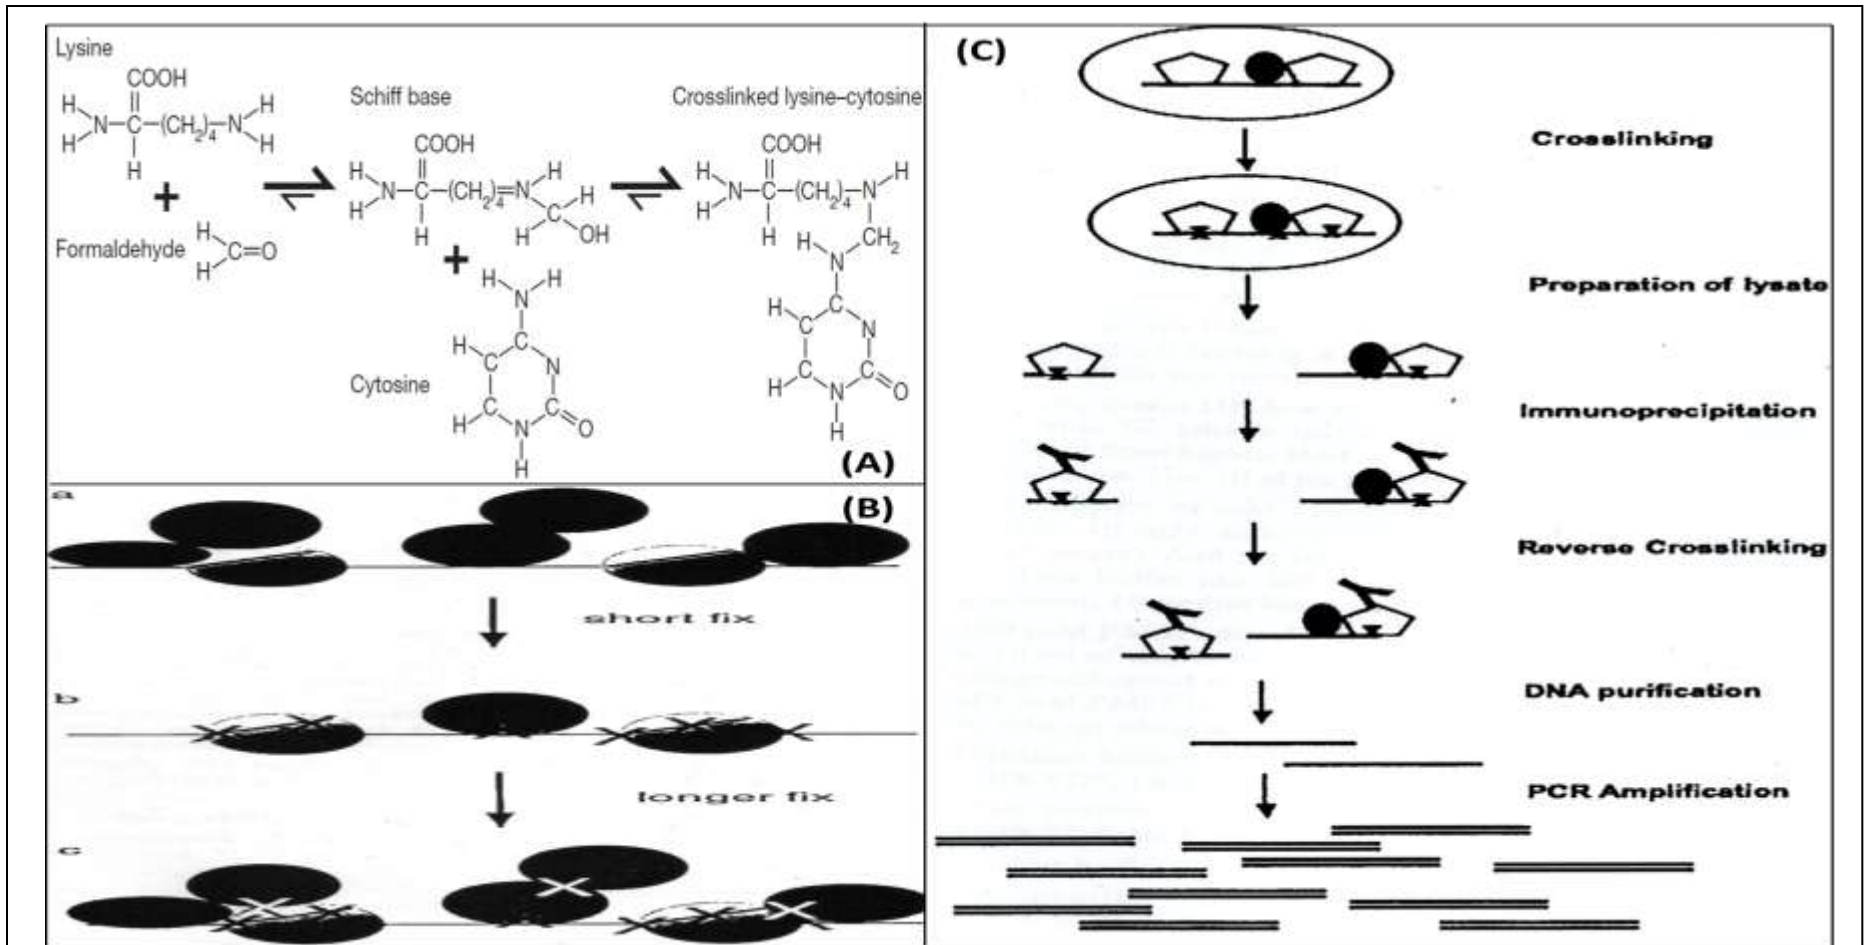 Lysine
COOH
H
H
N
C
(CH2)4
N
H
H
H
+
Formaldehyde
H
H
C=O
Schiff base
COOH
H
H
N
C
(CH2)4
N
H
H
C
H
H
OH
+
Cytosine
H
H
N
H
C
C
N
H
C
N
C
O
H
Crosslinked lysine–cytosine
COOH
H
H
N
C
(CH2)4
N
H
H
H
N
CH2
H
C
C
N
H
C
N
C
O
H
(A)
a
(B)
short fix
b
longer fix
c
(C)
Crosslinking
Preparation of lysate
Immunoprecipitation
Reverse Crosslinking
DNA purification
PCR Amplification